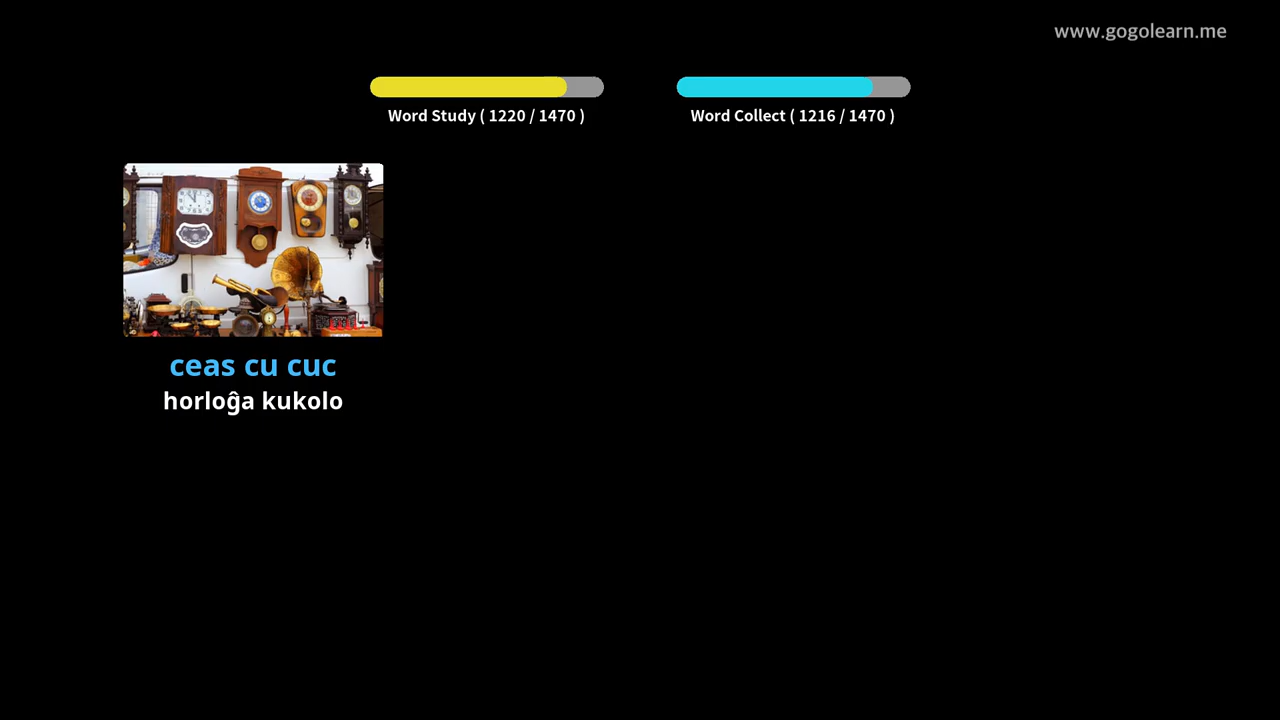 www.gogolearn.me
Word Study ( 1220 / 1470 )
Word Collect ( 1216 / 1470 )
ceas cu cuc
horloĝa kukolo